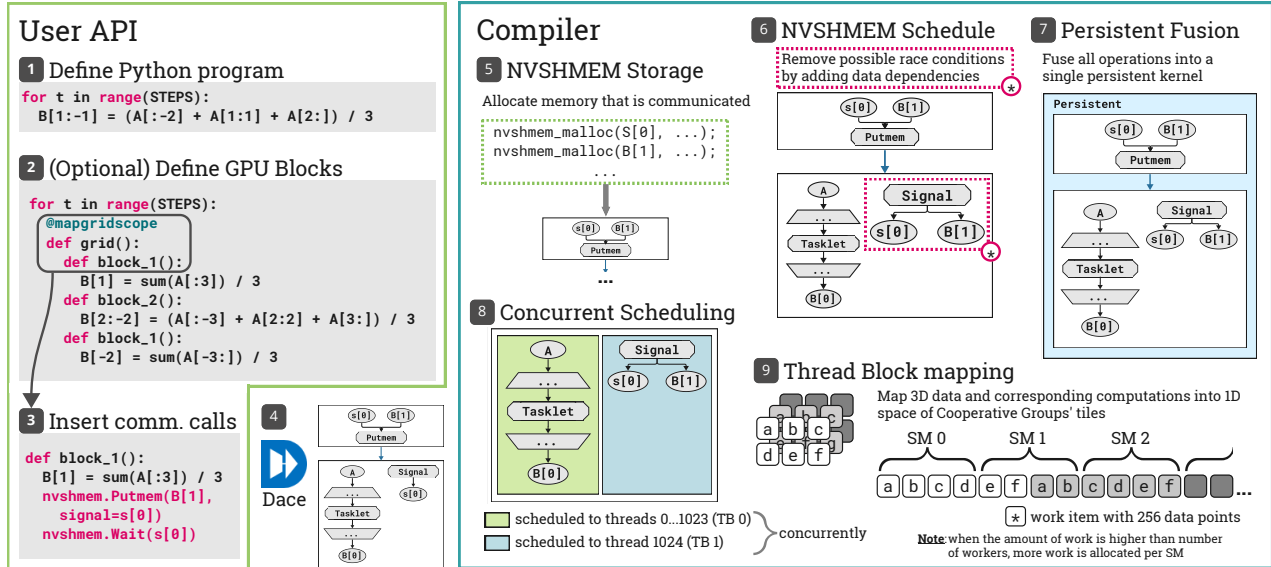 User API
1 Define Python program
for t in range(STEPS):
B[1:-1] = (A[:-2] + A[1:1] + A[2:]) / 3
2 (Optional) Define GPU Blocks
for t in range(STEPS):
@mapgridscope
def grid():
def block_1():
B[1] = sum(A[:3]) / 3
def block_2():
B[2:-2] = (A[:-3] + A[2:2] + A[3:]) / 3
def block_1():
B[-2] = sum(A[-3:]) / 3
3 Insert comm. calls
def block_1():
B[1] = sum(A[:3]) / 3
nvshmem.Putmem(B[1],
signal=s[0])
nvshmem.Wait(s[0])
4
Dace
s[0] B[1]
Putmem
A
Signal
...
s[0]
Tasklet
...
B[0]
Compiler
5 NVSHMEM Storage
Allocate memory that is communicated
nvshmem_malloc(S[0], ...);
nvshmem_malloc(B[1], ...);
...
s[0] B[1]
Putmem
...
6 NVSHMEM Schedule
Remove possible race conditions
by adding data dependencies
*
s[0] B[1]
Putmem
A
Signal
...
s[0] B[1]
Tasklet
*
...
B[0]
7 Persistent Fusion
Fuse all operations into a
single persistent kernel
Persistent
s[0] B[1]
Putmem
A
Signal
...
s[0] B[1]
Tasklet
...
B[0]
8 Concurrent Scheduling
A
Signal
...
s[0] B[1]
Tasklet
...
B[0]
scheduled to threads 0...1023 (TB 0)
scheduled to thread 1024 (TB 1)
concurrently
9 Thread Block mapping
Map 3D data and corresponding computations into 1D
space of Cooperative Groups' tiles
a b c
d e f
SM 0 SM 1 SM 2
a b c d e f a b c d e f ...
* work item with 256 data points
Note: when the amount of work is higher than number
of workers, more work is allocated per SM